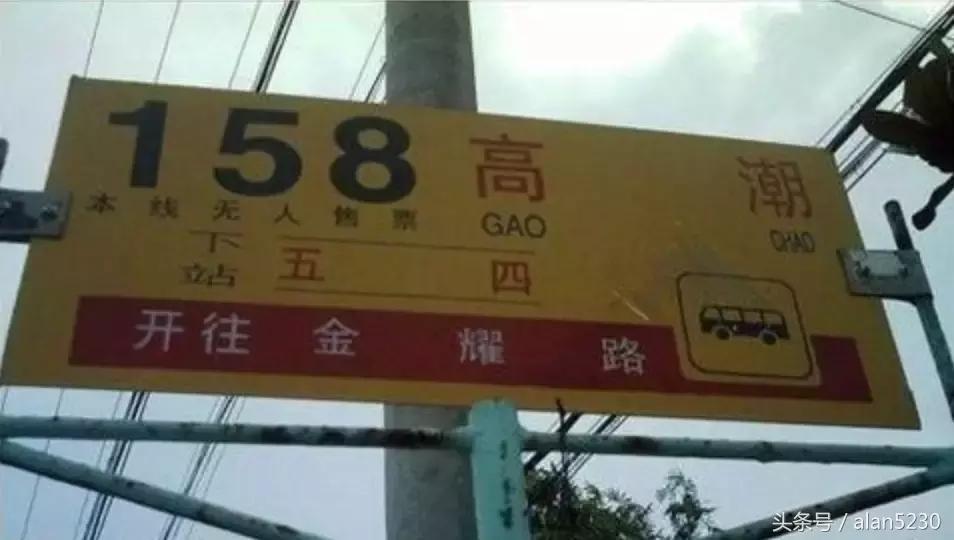 158 高 潮
本线无人售票 GAO CHAO
下站 五 四
开往 金 耀 路
头条号 / alan5230